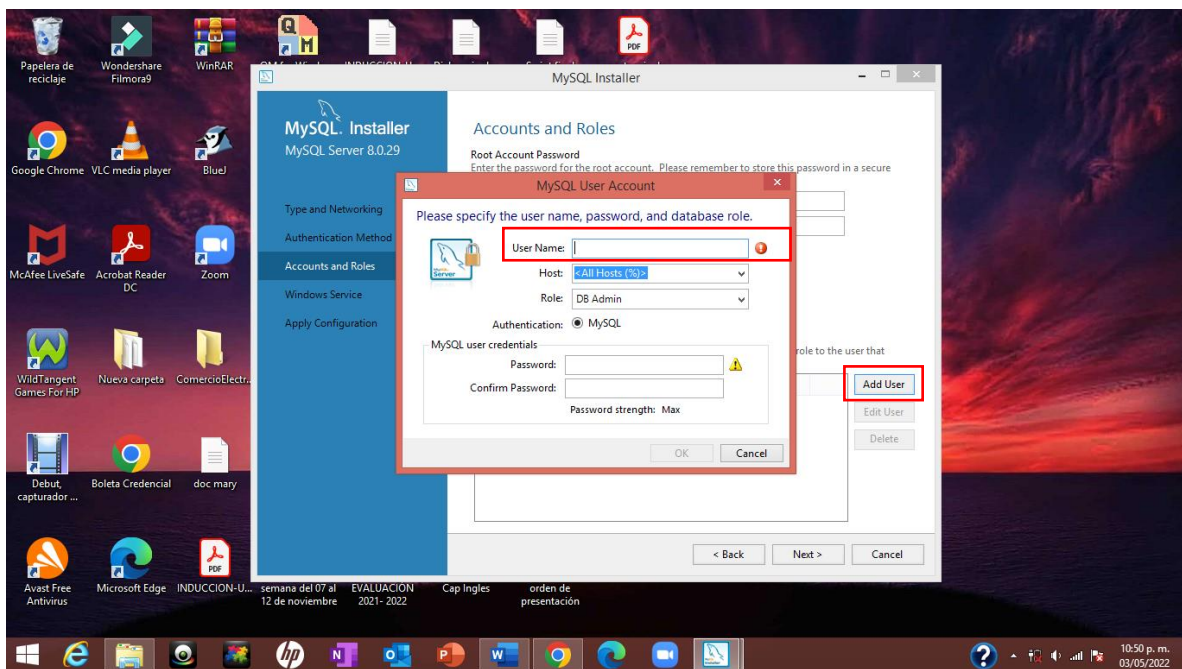 Papelera de
reciclaje
Wondershare
Filmora9
WinRAR
Google Chrome
VLC media player
BlueJ
McAfee LiveSafe
Acrobat Reader
DC
Zoom
WildTangent
Games For HP
Nueva carpeta
ComercioElectr...
Debut,
capturador ...
Boleta Credencial
doc mary
Avast Free
Antivirus
Microsoft Edge
INDUCCION-U...
semana del 07 al
12 de noviembre
EVALUACION
2021- 2022
Cap Ingles
orden de
presentación
PDF
PDF
MySQL Installer
MySQL. Installer
MySQL Server 8.0.29
Type and Networking
Authentication Method
Accounts and Roles
Windows Service
Apply Configuration
Accounts and Roles
Root Account Password
Enter the password for the root account. Please remember to store this password in a secure
role to the user that
Add User
Edit User
Delete
< Back
Next >
Cancel
MySQL User Account
Please specify the user name, password, and database role.
Server
User Name:
Host: <All Hosts (%)>
Role: DB Admin
Authentication: MySQL
MySQL user credentials
Password:
Confirm Password:
Password strength: Max
OK
Cancel
10:50 p. m.
03/05/2022